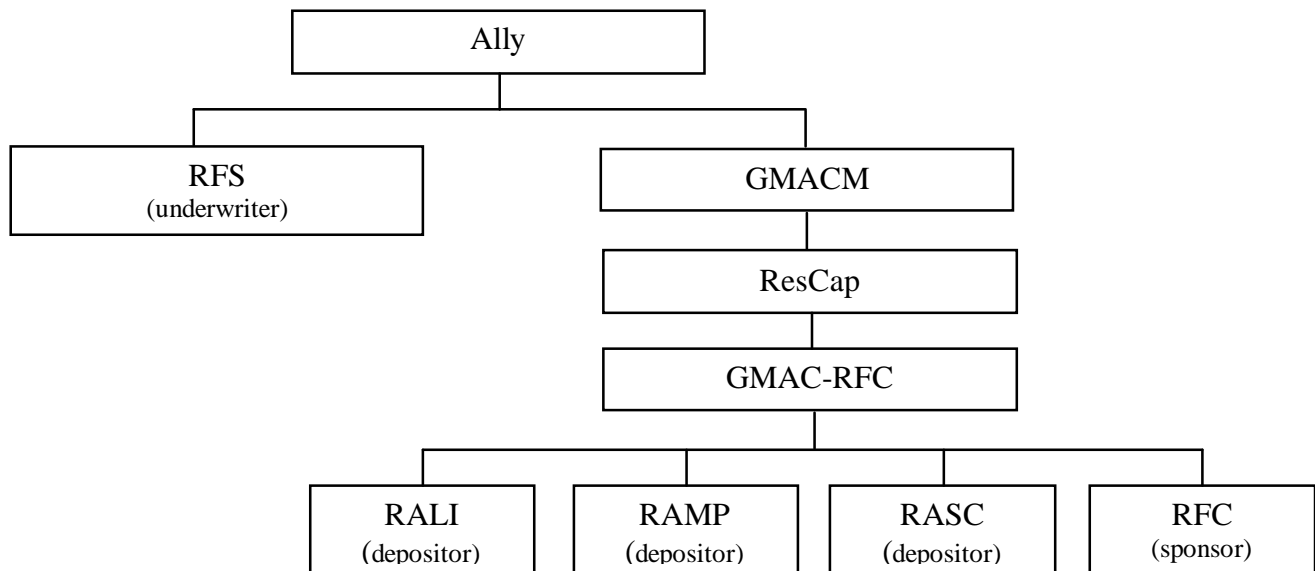 Ally
RFS
(underwriter)
GMACM
ResCap
GMAC-RFC
RALI
(depositor)
RAMP
(depositor)
RASC
(depositor)
RFC
(sponsor)